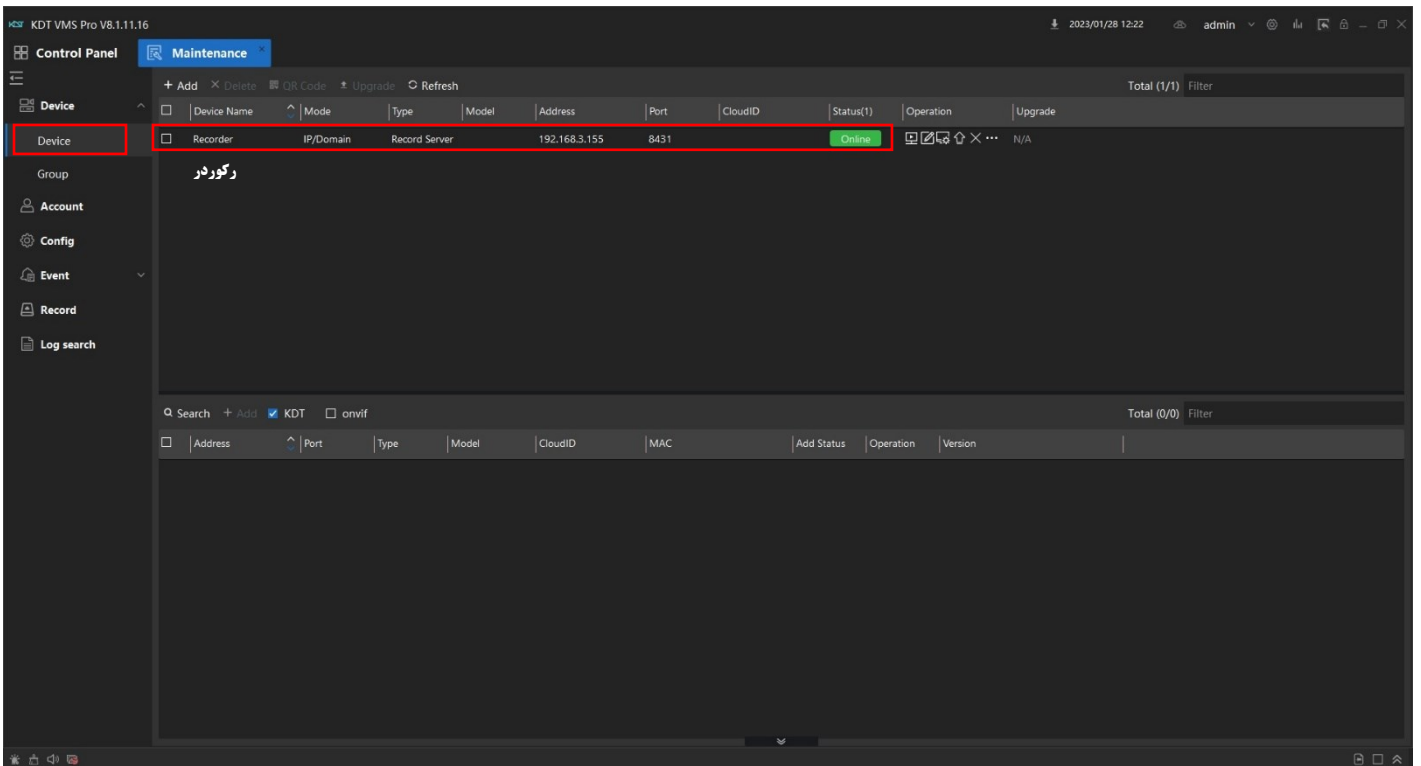 KDT KDT VMS Pro V8.1.11.16 2023/01/28 12:22 admin
Control Panel Maintenance
+ Add Delete QR Code Upgrade Refresh Total (1/1) Filter
Device
Device Name Mode Type Model Address Port CloudID Status(1) Operation Upgrade
Device
Recorder IP/Domain Record Server 192.168.3.155 8431 Online N/A
رکوردر
Group
Account
Config
Event
Record
Log search
Search + Add KDT onvif Total (0/0) Filter
Address Port Type Model CloudID MAC Add Status Operation Version